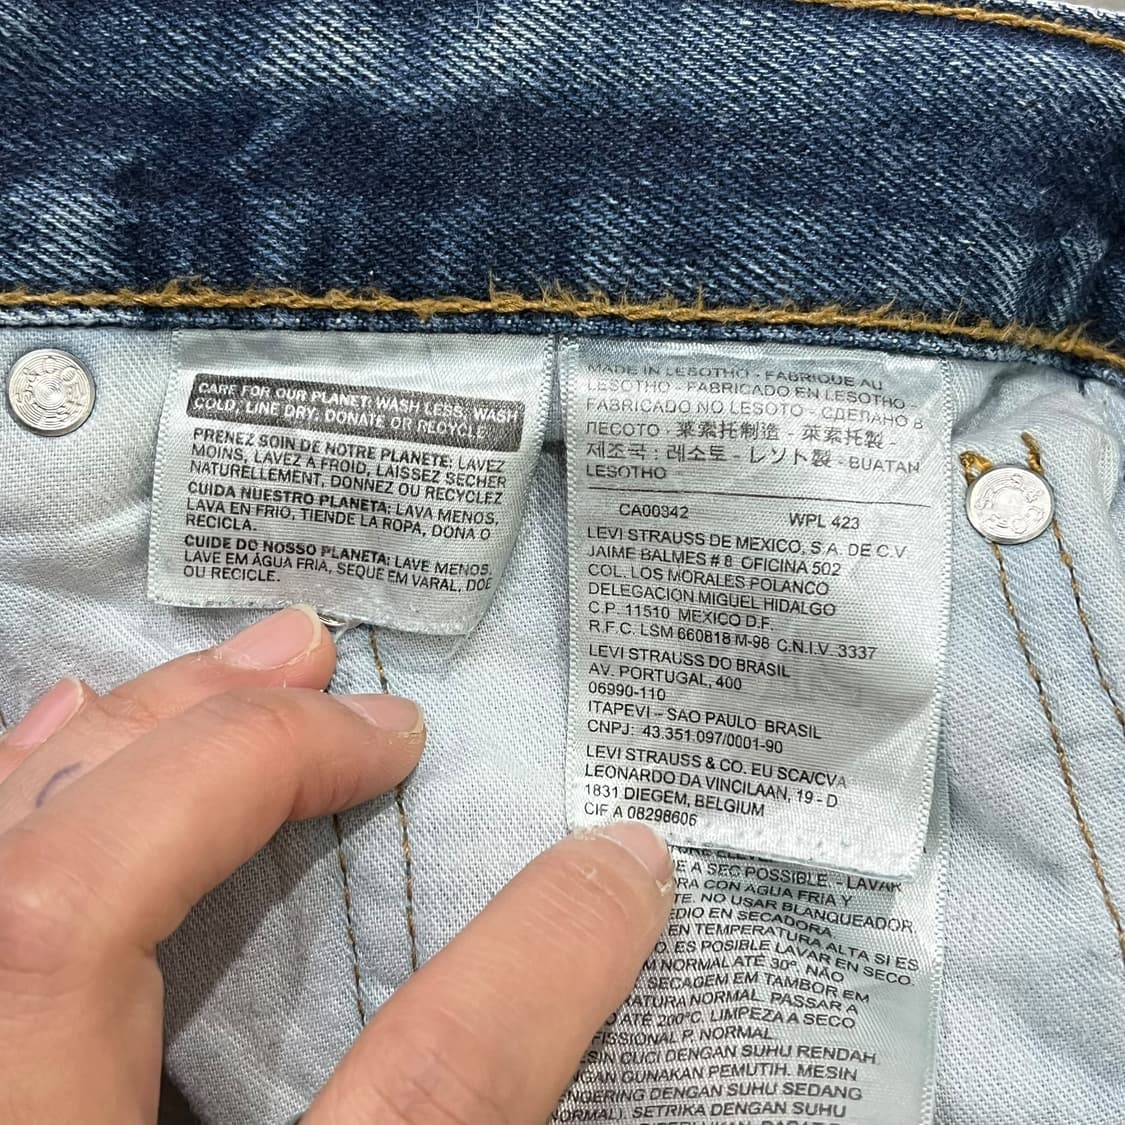 CARE FOR OUR PLANET: WASH LESS, WASH
COLD, LINE DRY, DONATE OR RECYCLE
PRENEZ SOIN DE NOTRE PLANETE: LAVEZ
MOINS, LAVEZ À FROID, LAISSEZ SÉCHER
NATURELLEMENT, DONNEZ OU RECYCLEZ
CUIDA NUESTRO PLANETA: LAVA MENOS,
LAVA EN FRIO, TIENDE LA ROPA, DONA O
RECICLA.
CUIDE DO NOSSO PLANETA: LAVE MENOS.
LAVE EM ÁGUA FRIA, SEQUE EM VARAL, DOE
OU RECICLE.
MADE IN LESOTHO - FABRIQUE AU
LESOTHO - FABRICADO EN LESOTHO -
FABRICADO NO LESOTO - СДЕЛАНО В
ЛЕСОТО - 莱索托制造 - 萊索托製 -
제조국 : 레소토 - レソト製 - BUATAN
LESOTHO
CA00342 WPL 423
LEVI STRAUSS DE MEXICO, S.A. DE C.V
JAIME BALMES # 8 OFICINA 502
COL. LOS MORALES POLANCO
DELEGACION MIGUEL HIDALGO
C.P. 11510 MEXICO D.F.
R.F.C. LSM 660818 M-98 C.N.I.V. 3337
LEVI STRAUSS DO BRASIL
AV. PORTUGAL, 400
06990-110
ITAPEVI – SAO PAULO BRASIL
CNPJ: 43.351.097/0001-90
LEVI STRAUSS & CO. EU SCA/CVA
LEONARDO DA VINCILAAN, 19 - D
1831 DIEGEM, BELGIUM
CIF A 08298606
A SEC POSSIBLE. - LAVAR
CON AGUA FRIA Y
NO USAR BLANQUEADOR.
EN SECADORA
EN TEMPERATURA ALTA SI ES
ES POSIBLE LAVAR EN SECO.
NORMAL ATÉ 30º. NÃO
SECAGEM EM TAMBOR EM
NORMAL. PASSAR A
ATÉ 200ºC. LIMPEZA A SECO
P. NORMAL.
CUCI DENGAN SUHU RENDAH.
GUNAKAN PEMUTIH. MESIN
DENGAN SUHU SEDANG
SETRIKA DENGAN SUHU